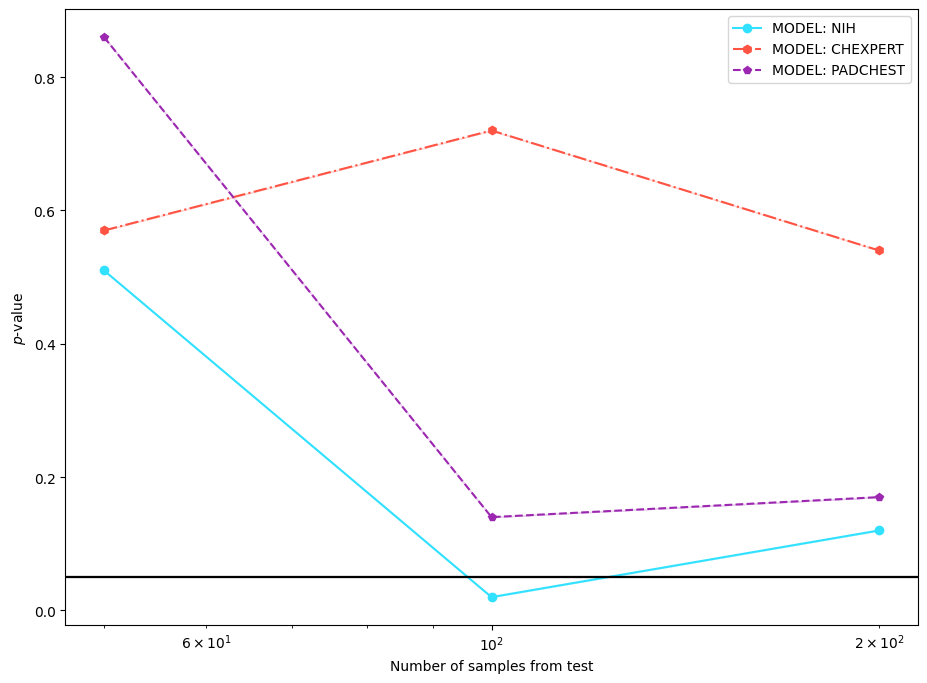 MODEL: NIH
MODEL: CHEXPERT
MODEL: PADCHEST
0.8
0.6
0.4
0.2
0.0
p-value
6 × 10¹
10²
2 × 10²
Number of samples from test